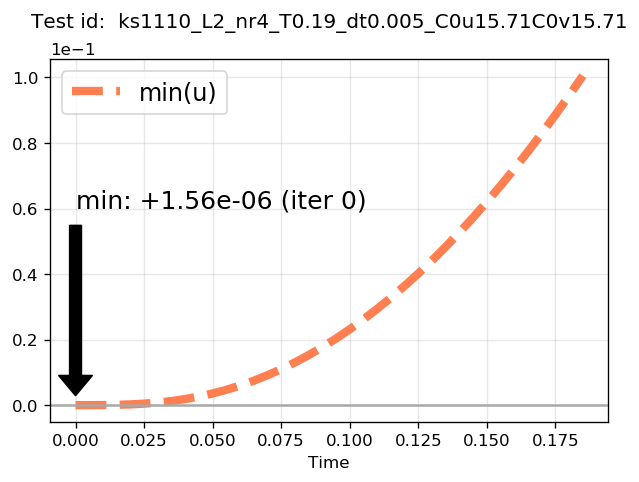 Test id:  ks1110_L2_nr4_T0.19_dt0.005_C0u15.71C0v15.71
1e−1
1.0
0.8
0.6
0.4
0.2
0.0
min(u)
min: +1.56e-06 (iter 0)
0.000 0.025 0.050 0.075 0.100 0.125 0.150 0.175
Time